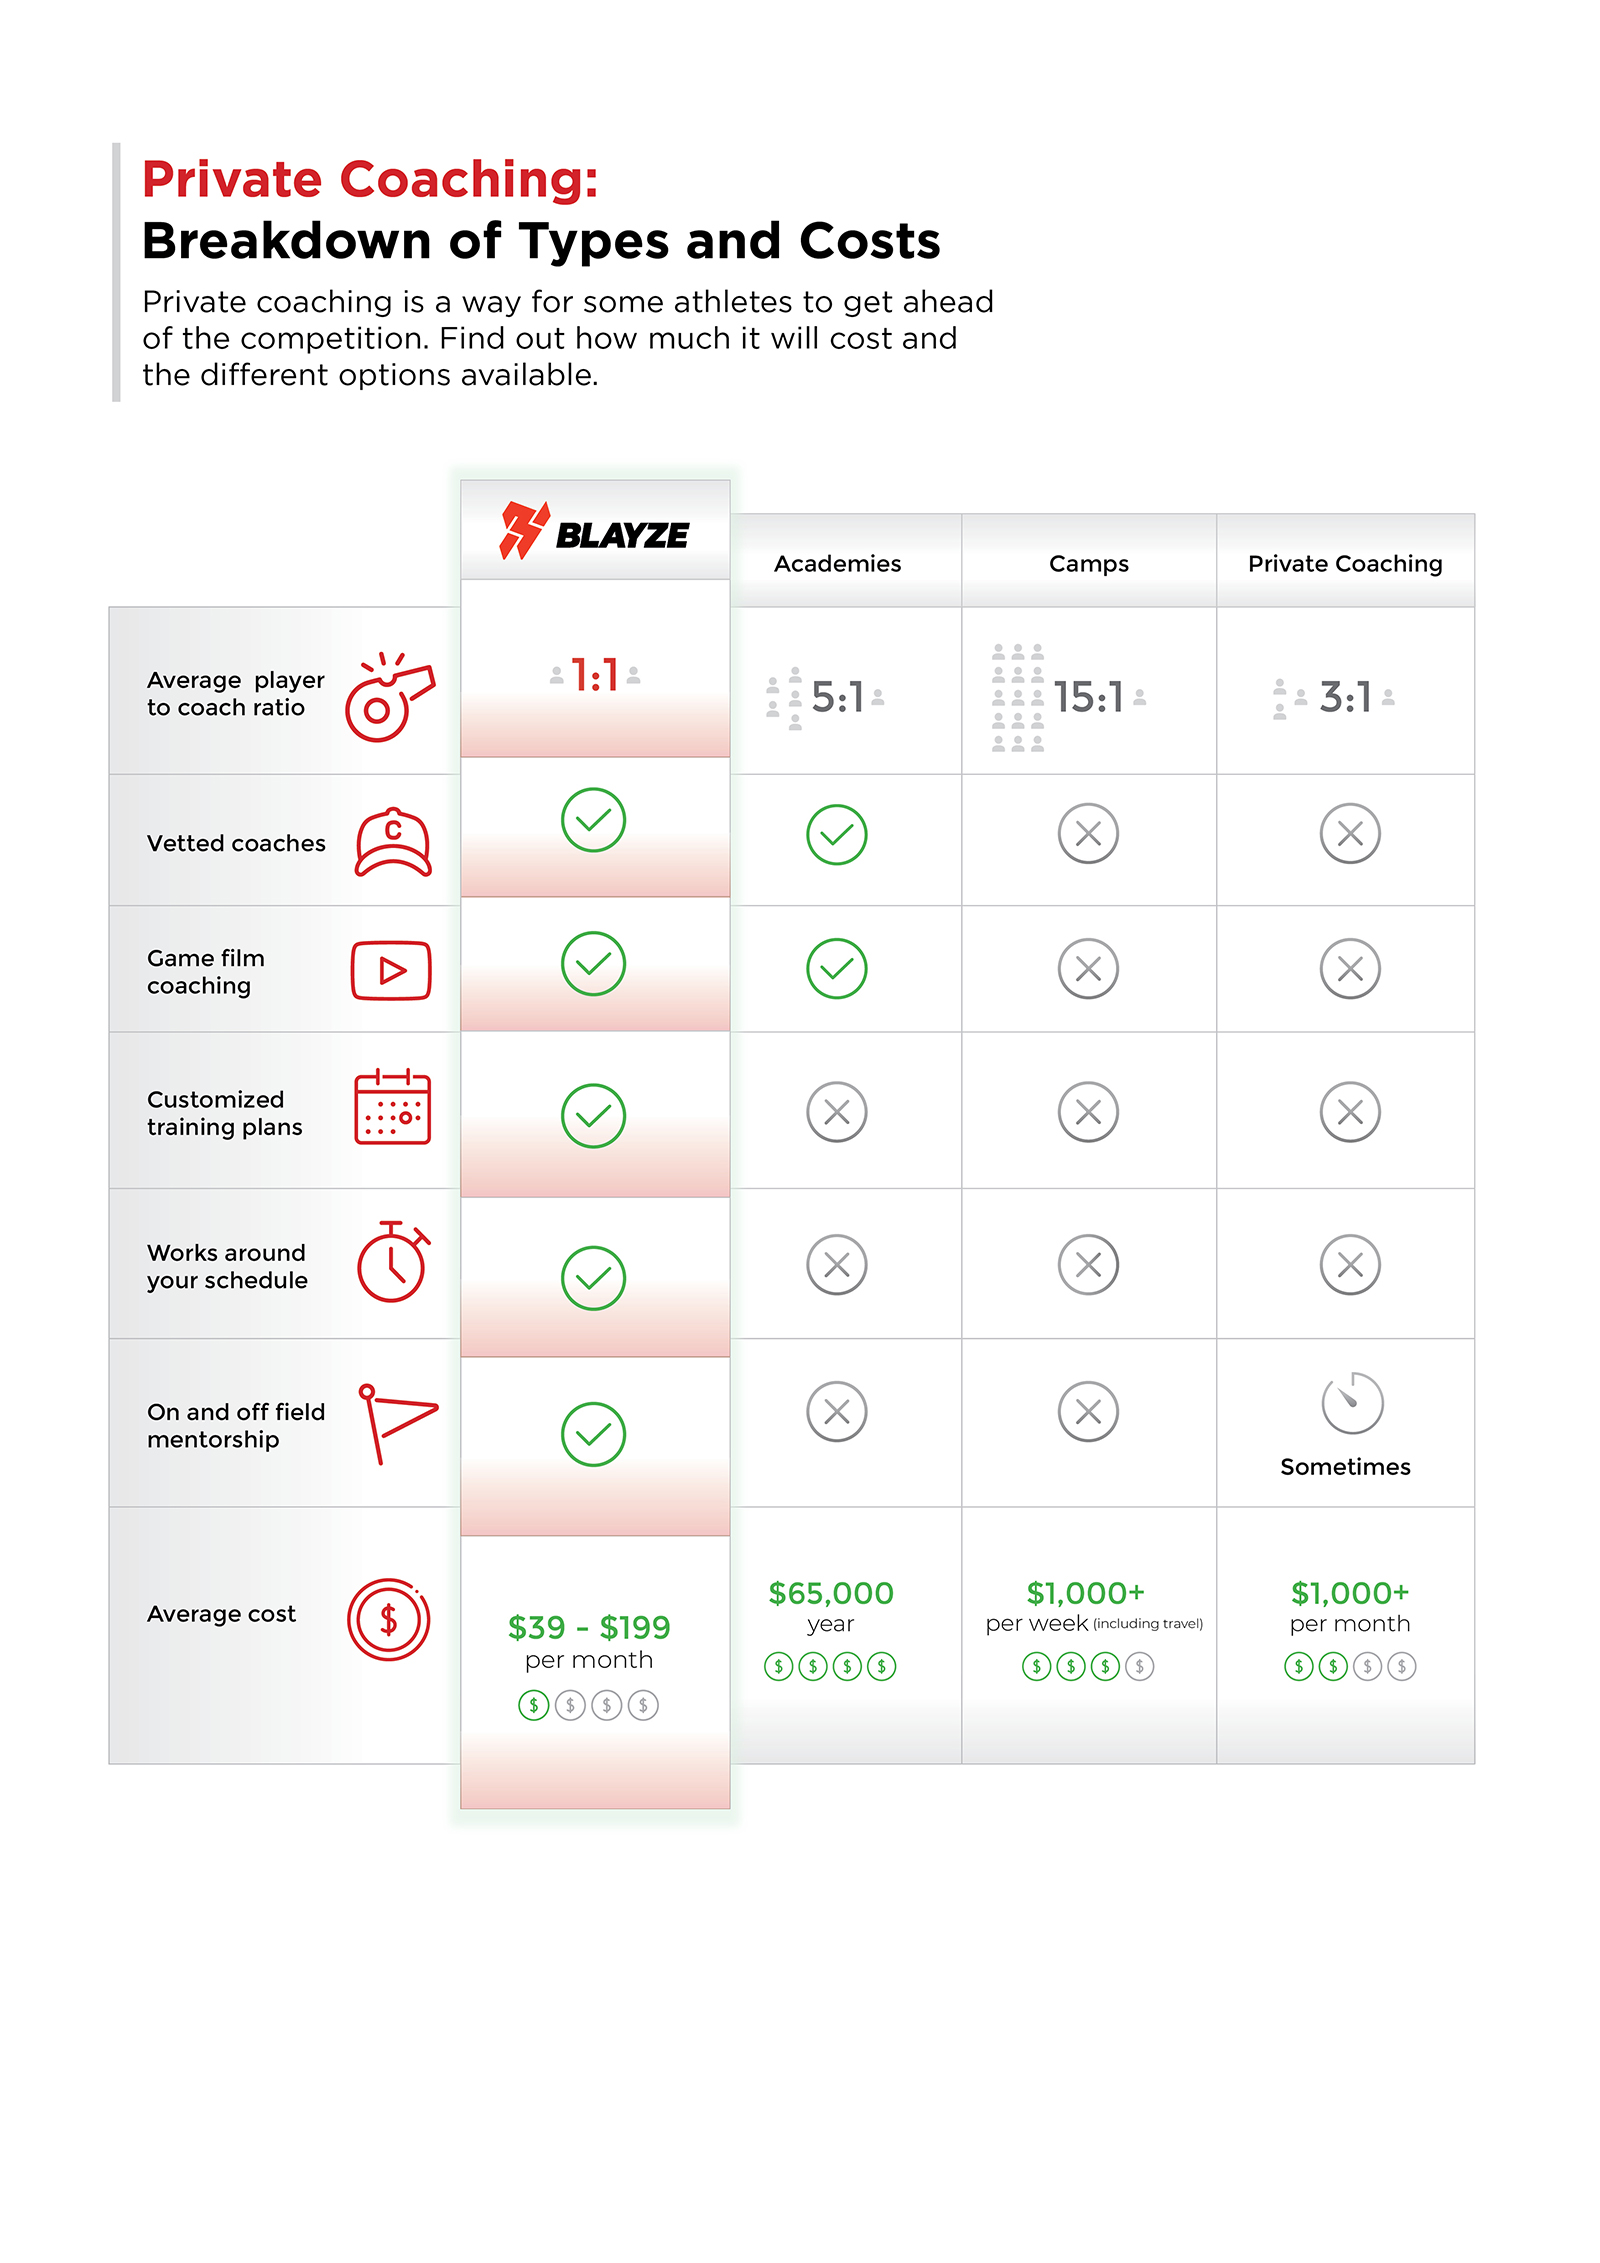 Private Coaching:
Breakdown of Types and Costs
Private coaching is a way for some athletes to get ahead
of the competition. Find out how much it will cost and
the different options available.
BLAYZE
Academies
Camps
Private Coaching
Average player
to coach ratio
1:1
5:1
15:1
3:1
Vetted coaches
C
Game film
coaching
Customized
training plans
Works around
your schedule
On and off field
mentorship
Sometimes
Average cost
$
$39 - $199
per month
$ $ $ $
$65,000
year
$ $ $ $
$1,000+
per week (including travel)
$ $ $ $
$1,000+
per month
$ $ $ $